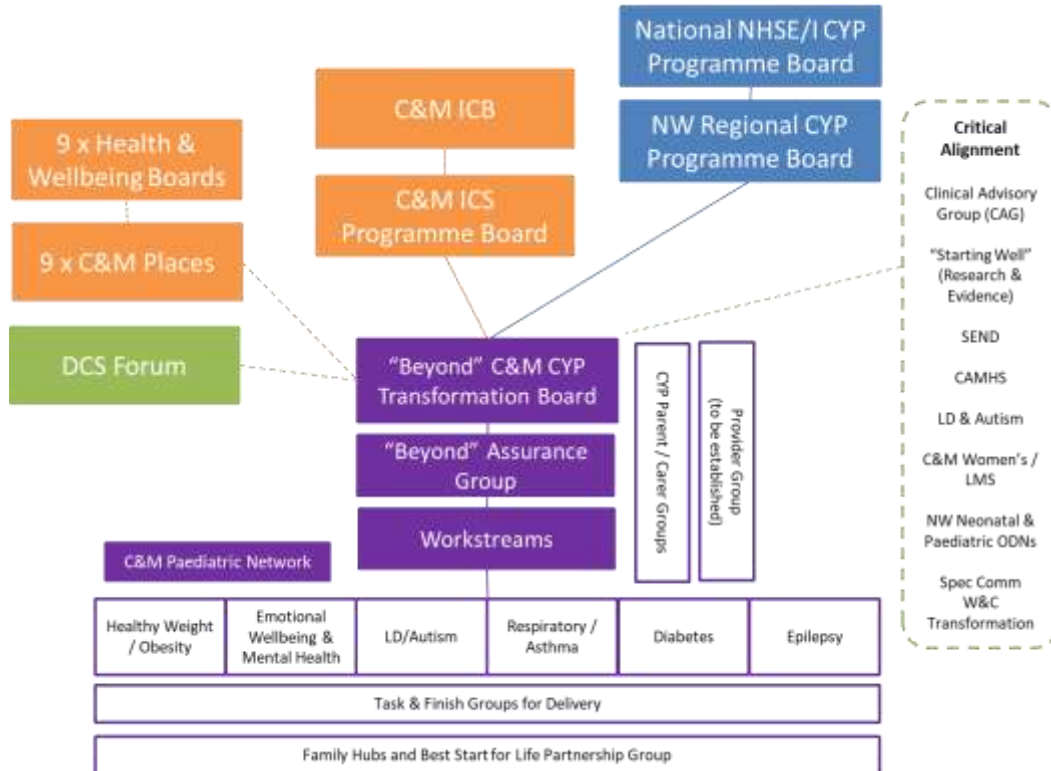 National NHSE/I CYP
Programme Board
C&M ICB
NW Regional CYP
Programme Board
9 x Health &
Wellbeing Boards
C&M ICS
Programme Board
9 x C&M Places
DCS Forum
"Beyond" C&M CYP
Transformation Board
"Beyond" Assurance
Group
Workstreams
CYP Parent / Carer Groups
Provider Group
(to be established)
C&M Paediatric Network
Healthy Weight
/ Obesity
Emotional
Wellbeing &
Mental Health
LD/Autism
Respiratory /
Asthma
Diabetes
Epilepsy
Task & Finish Groups for Delivery
Family Hubs and Best Start for Life Partnership Group
Critical
Alignment
Clinical Advisory
Group (CAG)
"Starting Well"
(Research &
Evidence)
SEND
CAMHS
LD & Autism
C&M Women's /
LMS
NW Neonatal &
Paediatric ODNs
Spec Comm
W&C
Transformation